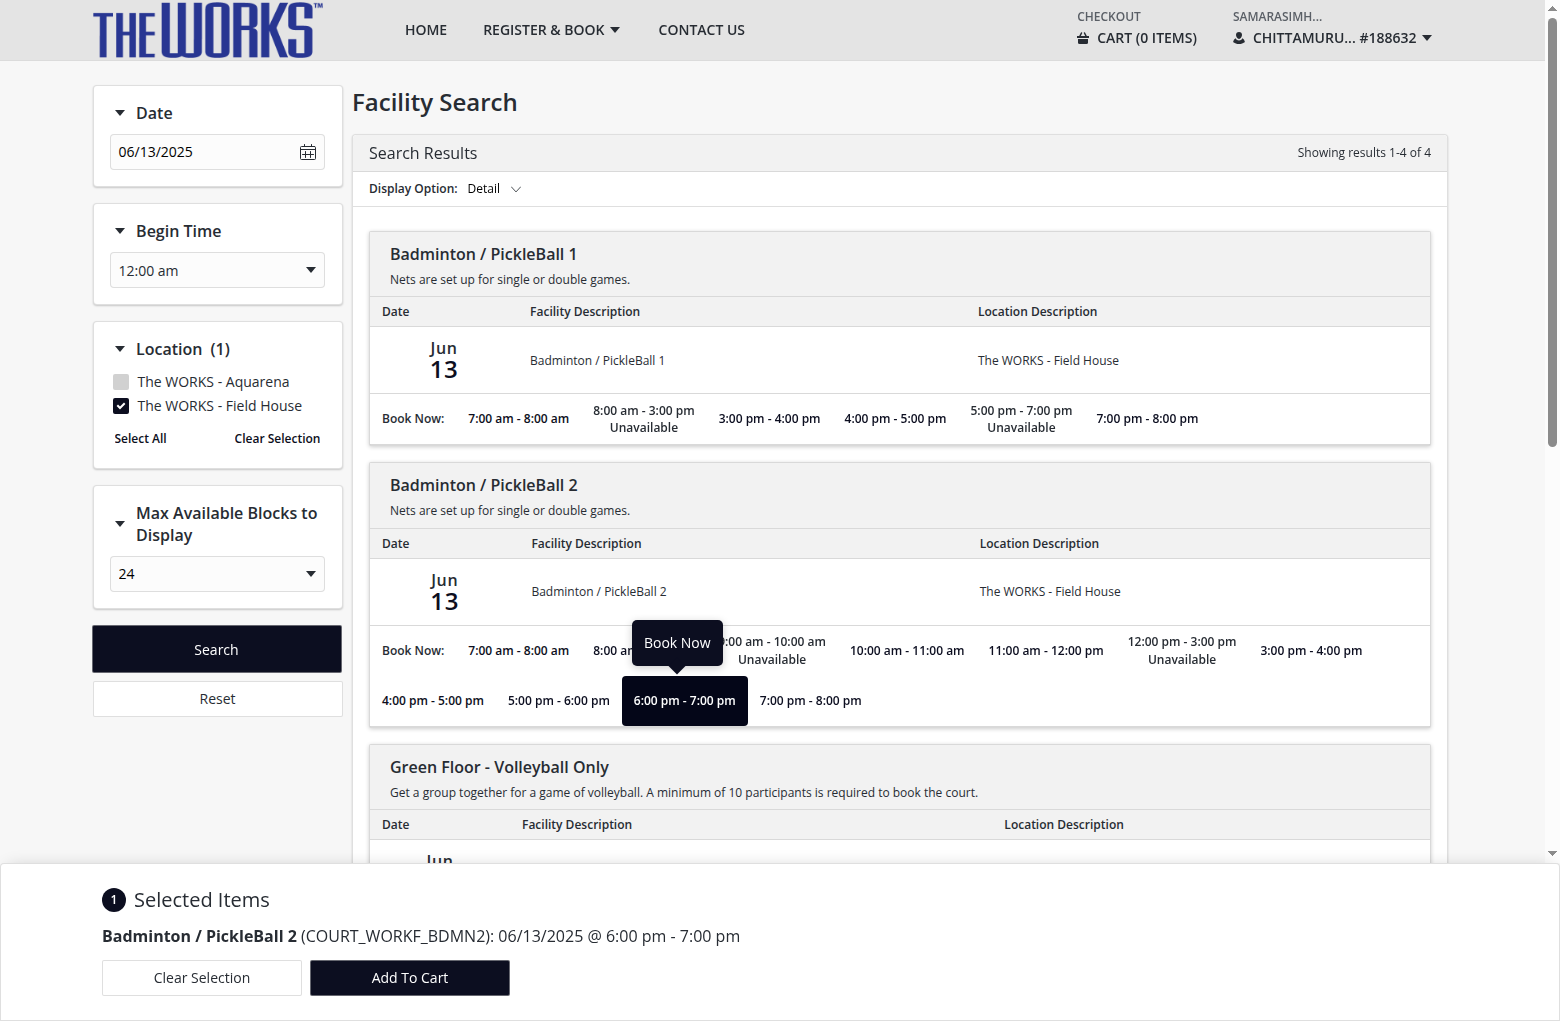 THE WORKS™
HOME
REGISTER & BOOK
CONTACT US
CHECKOUT
CART (0 ITEMS)
SAMARASIMH...
CHITTAMURU... #188632
Date
06/13/2025
Begin Time
12:00 am
Location (1)
The WORKS - Aquarena
The WORKS - Field House
Select All
Clear Selection
Max Available Blocks to
Display
24
Search
Reset
Facility Search
Search Results
Showing results 1-4 of 4
Display Option: Detail
Badminton / PickleBall 1
Nets are set up for single or double games.
Date Facility Description Location Description
Jun
13
Badminton / PickleBall 1
The WORKS - Field House
Book Now:
7:00 am - 8:00 am
8:00 am - 3:00 pm
Unavailable
3:00 pm - 4:00 pm
4:00 pm - 5:00 pm
5:00 pm - 7:00 pm
Unavailable
7:00 pm - 8:00 pm
Badminton / PickleBall 2
Nets are set up for single or double games.
Date Facility Description Location Description
Jun
13
Badminton / PickleBall 2
The WORKS - Field House
Book Now:
7:00 am - 8:00 am
8:00
Book Now
:00 am - 10:00 am
Unavailable
10:00 am - 11:00 am
11:00 am - 12:00 pm
12:00 pm - 3:00 pm
Unavailable
3:00 pm - 4:00 pm
4:00 pm - 5:00 pm
5:00 pm - 6:00 pm
6:00 pm - 7:00 pm
7:00 pm - 8:00 pm
Green Floor - Volleyball Only
Get a group together for a game of volleyball. A minimum of 10 participants is required to book the court.
Date Facility Description Location Description
Jun
1 Selected Items
Badminton / PickleBall 2 (COURT_WORKF_BDMN2): 06/13/2025 @ 6:00 pm - 7:00 pm
Clear Selection
Add To Cart